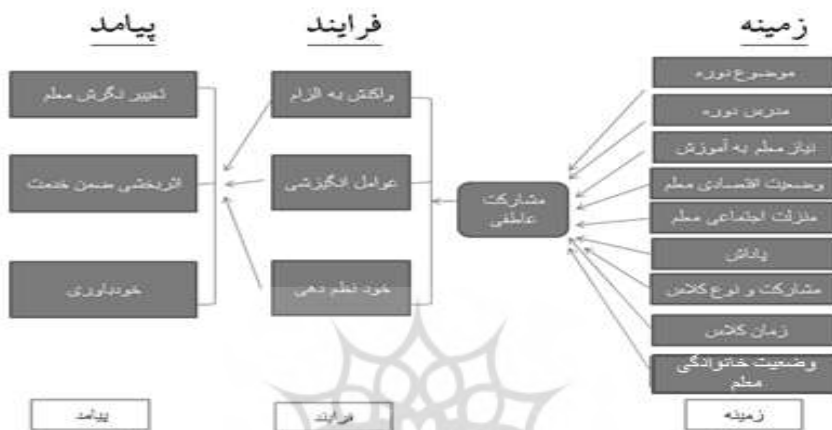 زمینه
فرایند
پیامد
موضوع دوره
مدرس دوره
نیاز معلم به آموزش
وضعیت اقتصادی معلم
منزلت اجتماعی معلم
پاداش
مشارکت و نوع کلاس
زمان کلاس
وضعیت خانوادگی
معلم
مشارکت
عاطفی
واکنش به الزام
عوامل انگیزشی
خود نظم دهی
تغییر نگرش معلم
اثربخشی ضمن خدمت
خودباوری
زمینه
فرایند
پیامد